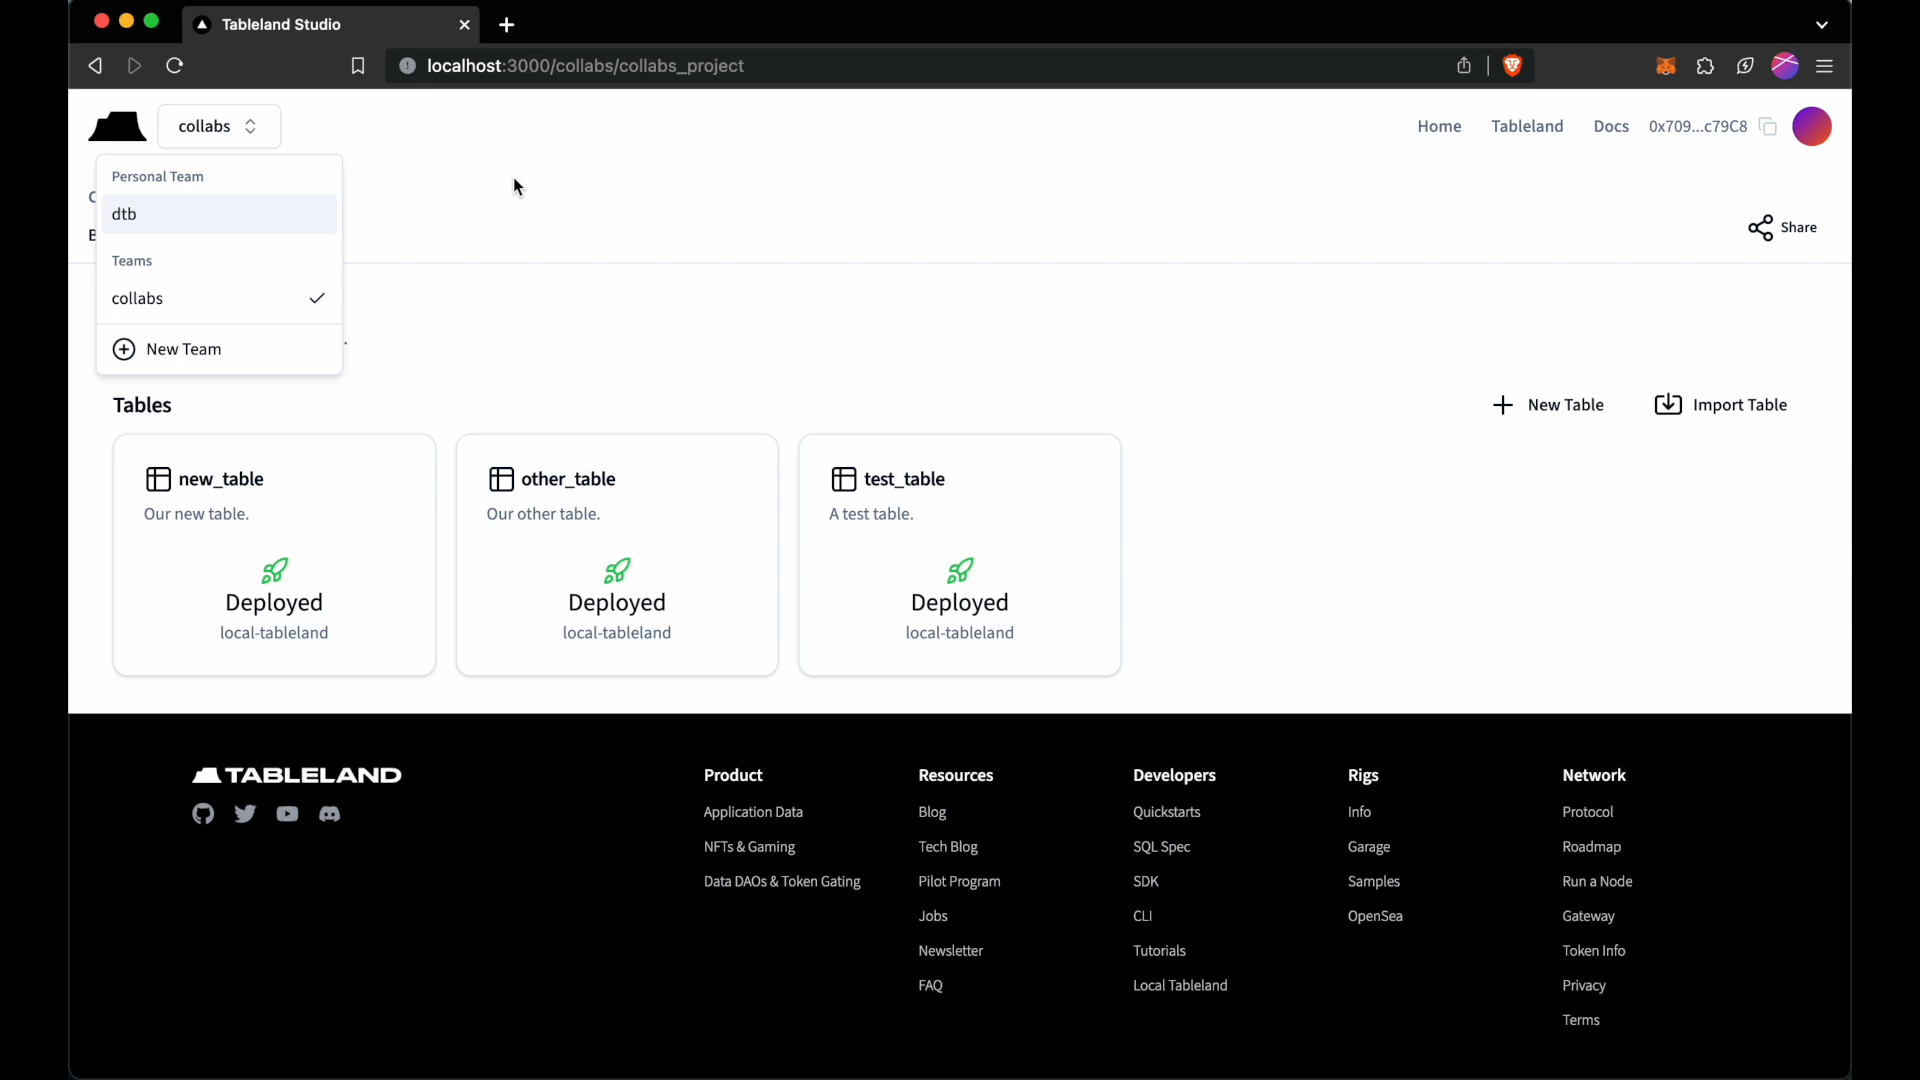 Tableland Studio
localhost:3000/collabs/collabs_project
collabs
Home
Tableland
Docs
0x709...c79C8
Personal Team
dtb
Teams
collabs
New Team
Share
Tables
New Table
Import Table
new_table
Our new table.
Deployed
local-tableland
other_table
Our other table.
Deployed
local-tableland
test_table
A test table.
Deployed
local-tableland
TABLELAND
Product
Application Data
NFTs & Gaming
Data DAOs & Token Gating
Resources
Blog
Tech Blog
Pilot Program
Jobs
Newsletter
FAQ
Developers
Quickstarts
SQL Spec
SDK
CLI
Tutorials
Local Tableland
Rigs
Info
Garage
Samples
OpenSea
Network
Protocol
Roadmap
Run a Node
Gateway
Token Info
Privacy
Terms